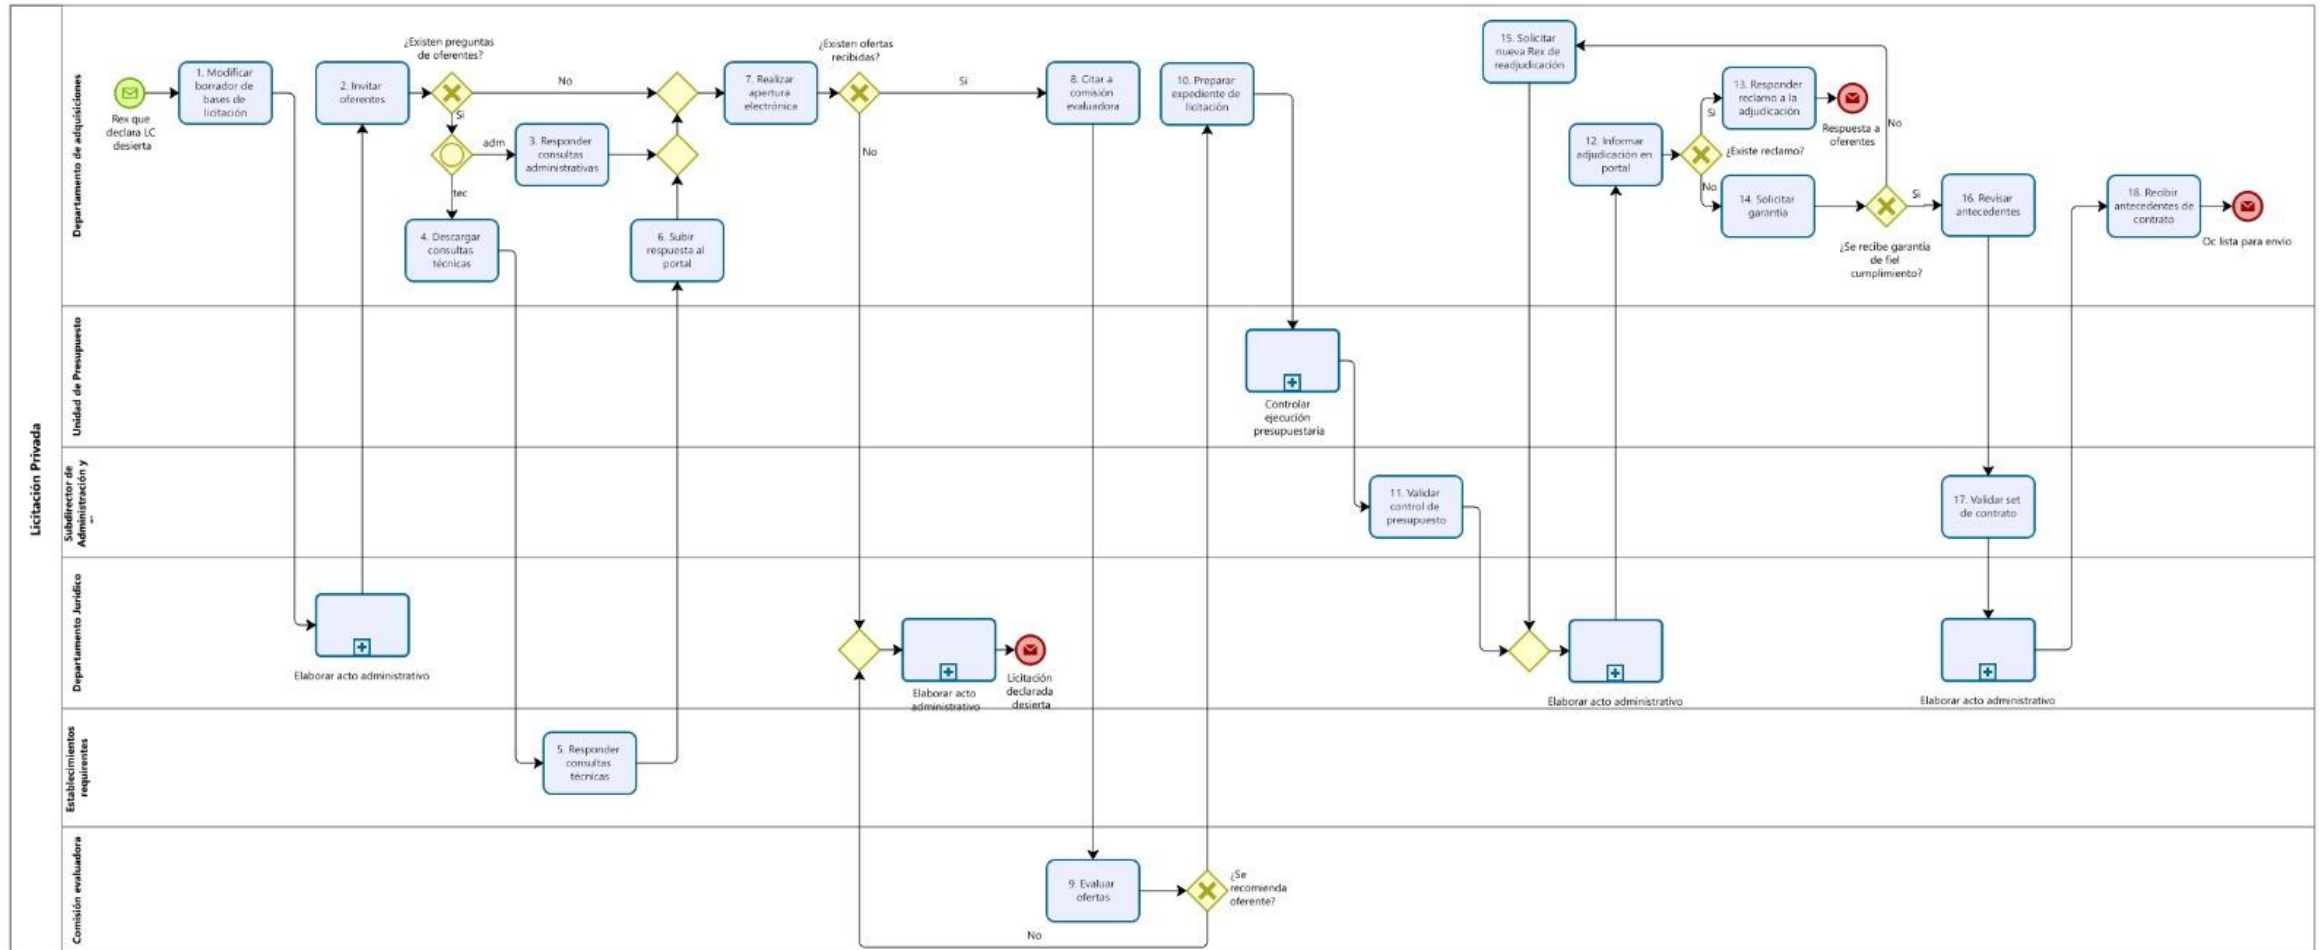 Licitación Privada
Departamento de adquisiciones
Rex que
declara LC
desierta
1. Modificar
borrador de
bases de
licitación
2. Invitar
oferentes
¿Existen preguntas
de oferentes?
No
Si
adm
tec
3. Responder
consultas
administrativas
4. Descargar
consultas
técnicas
6. Subir
respuesta al
portal
7. Realizar
apertura
electrónica
¿Existen ofertas
recibidas?
Si
No
8. Citar a
comisión
evaluadora
10. Preparar
expediente de
licitación
15. Solicitar
nueva Rex de
readjudicación
12. Informar
adjudicación en
portal
¿Existe reclamo?
Si
No
13. Responder
reclamo a la
adjudicación
Respuesta a
oferentes
14. Solicitar
garantía
No
Si
¿Se recibe garantía
de fiel
cumplimiento?
16. Revisar
antecedentes
18. Recibir
antecedentes de
contrato
Oc lista para envio
Unidad de Presupuesto
Controlar
ejecución
presupuestaria
Subdirector de
Administración y
11. Validar
control de
presupuesto
17. Validar set
de contrato
Departamento Jurídico
Elaborar acto administrativo
Elaborar acto
administrativo
Licitación
declarada
desierta
Elaborar acto administrativo
Elaborar acto administrativo
Establecimientos
requirentes
5. Responder
consultas
técnicas
Comisión evaluadora
9. Evaluar
ofertas
¿Se
recomienda
oferente?
No